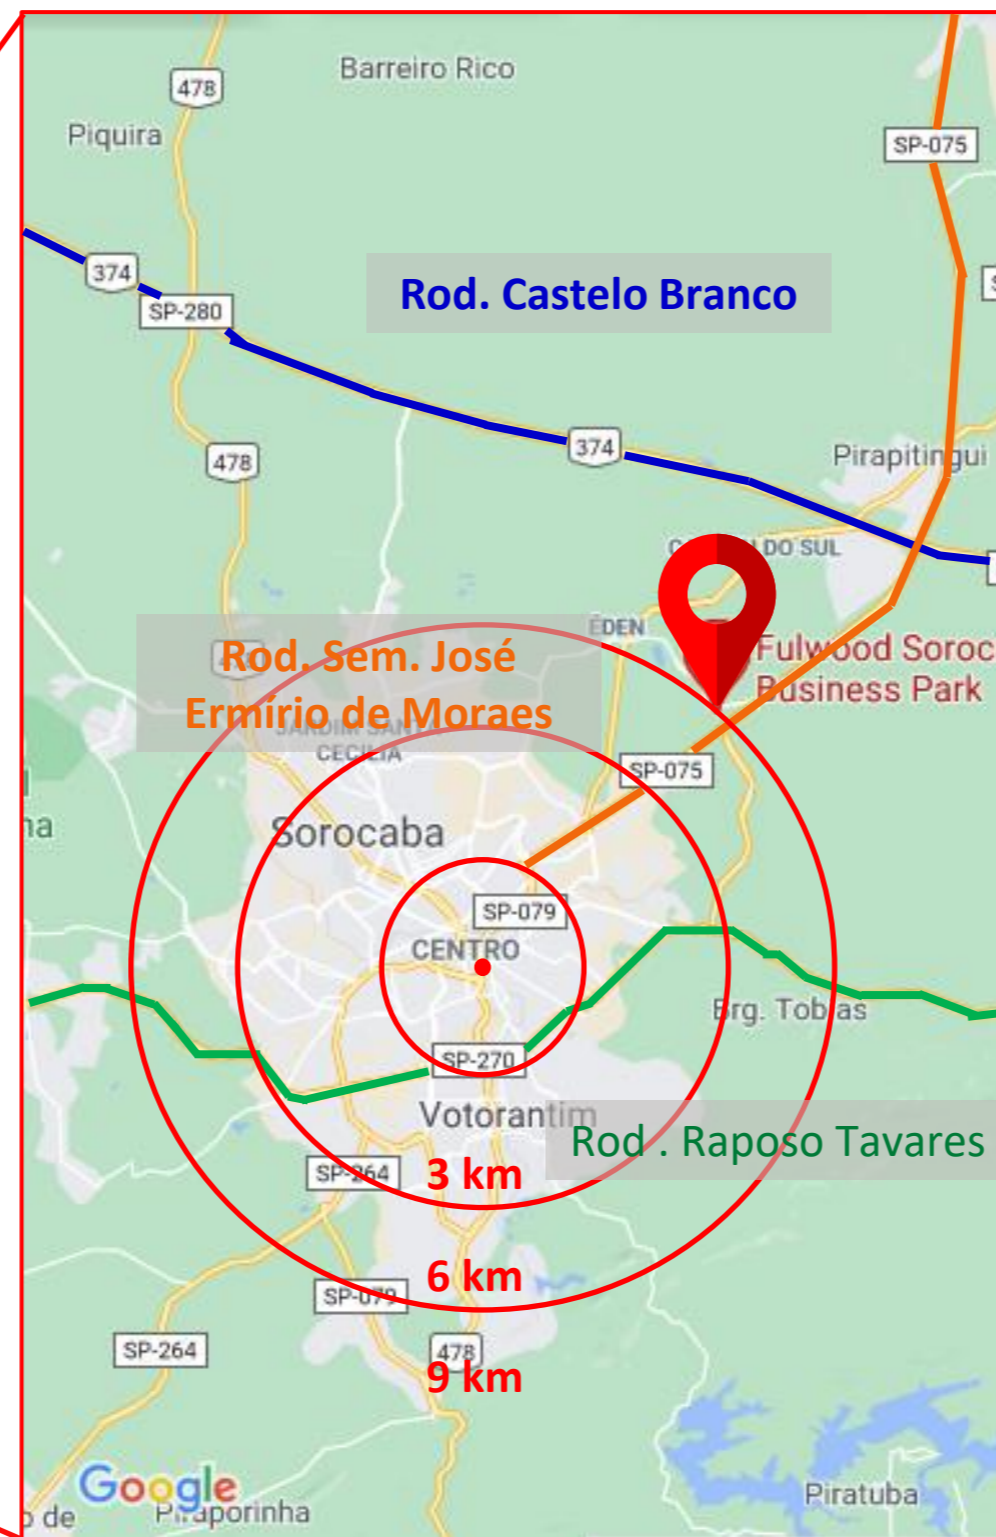 Barreiro Rico
478
Piquira
SP-075
374
Rod. Castelo Branco
SP-280
374
478
Pirapitingui
DO SUL
ÉDEN
Rod. Sem. José
Ermírio de Moraes
Fulwood Soroc
Business Park
JARDIM SANTA
CECÍLIA
SP-075
Sorocaba
SP-079
CENTRO
Brg. Tobias
SP-270
Votorantim
Rod . Raposo Tavares
SP-264
3 km
6 km
SP-079
SP-264
478
9 km
Google
Piraporinha
Piratuba
o de